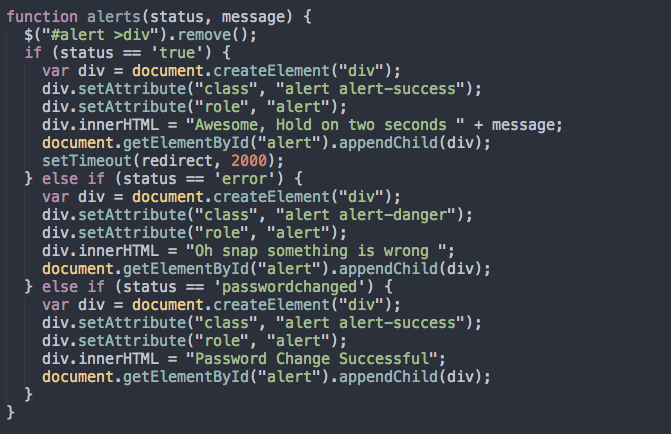 function alerts(status, message) {
  $("#alert >div").remove();
  if (status == 'true') {
    var div = document.createElement("div");
    div.setAttribute("class", "alert alert-success");
    div.setAttribute("role", "alert");
    div.innerHTML = "Awesome, Hold on two seconds " + message;
    document.getElementById("alert").appendChild(div);
    setTimeout(redirect, 2000);
  } else if (status == 'error') {
    var div = document.createElement("div");
    div.setAttribute("class", "alert alert-danger");
    div.setAttribute("role", "alert");
    div.innerHTML = "Oh snap something is wrong ";
    document.getElementById("alert").appendChild(div);
  } else if (status == 'passwordchanged') {
    var div = document.createElement("div");
    div.setAttribute("class", "alert alert-success");
    div.setAttribute("role", "alert");
    div.innerHTML = "Password Change Successful";
    document.getElementById("alert").appendChild(div);
  }
}